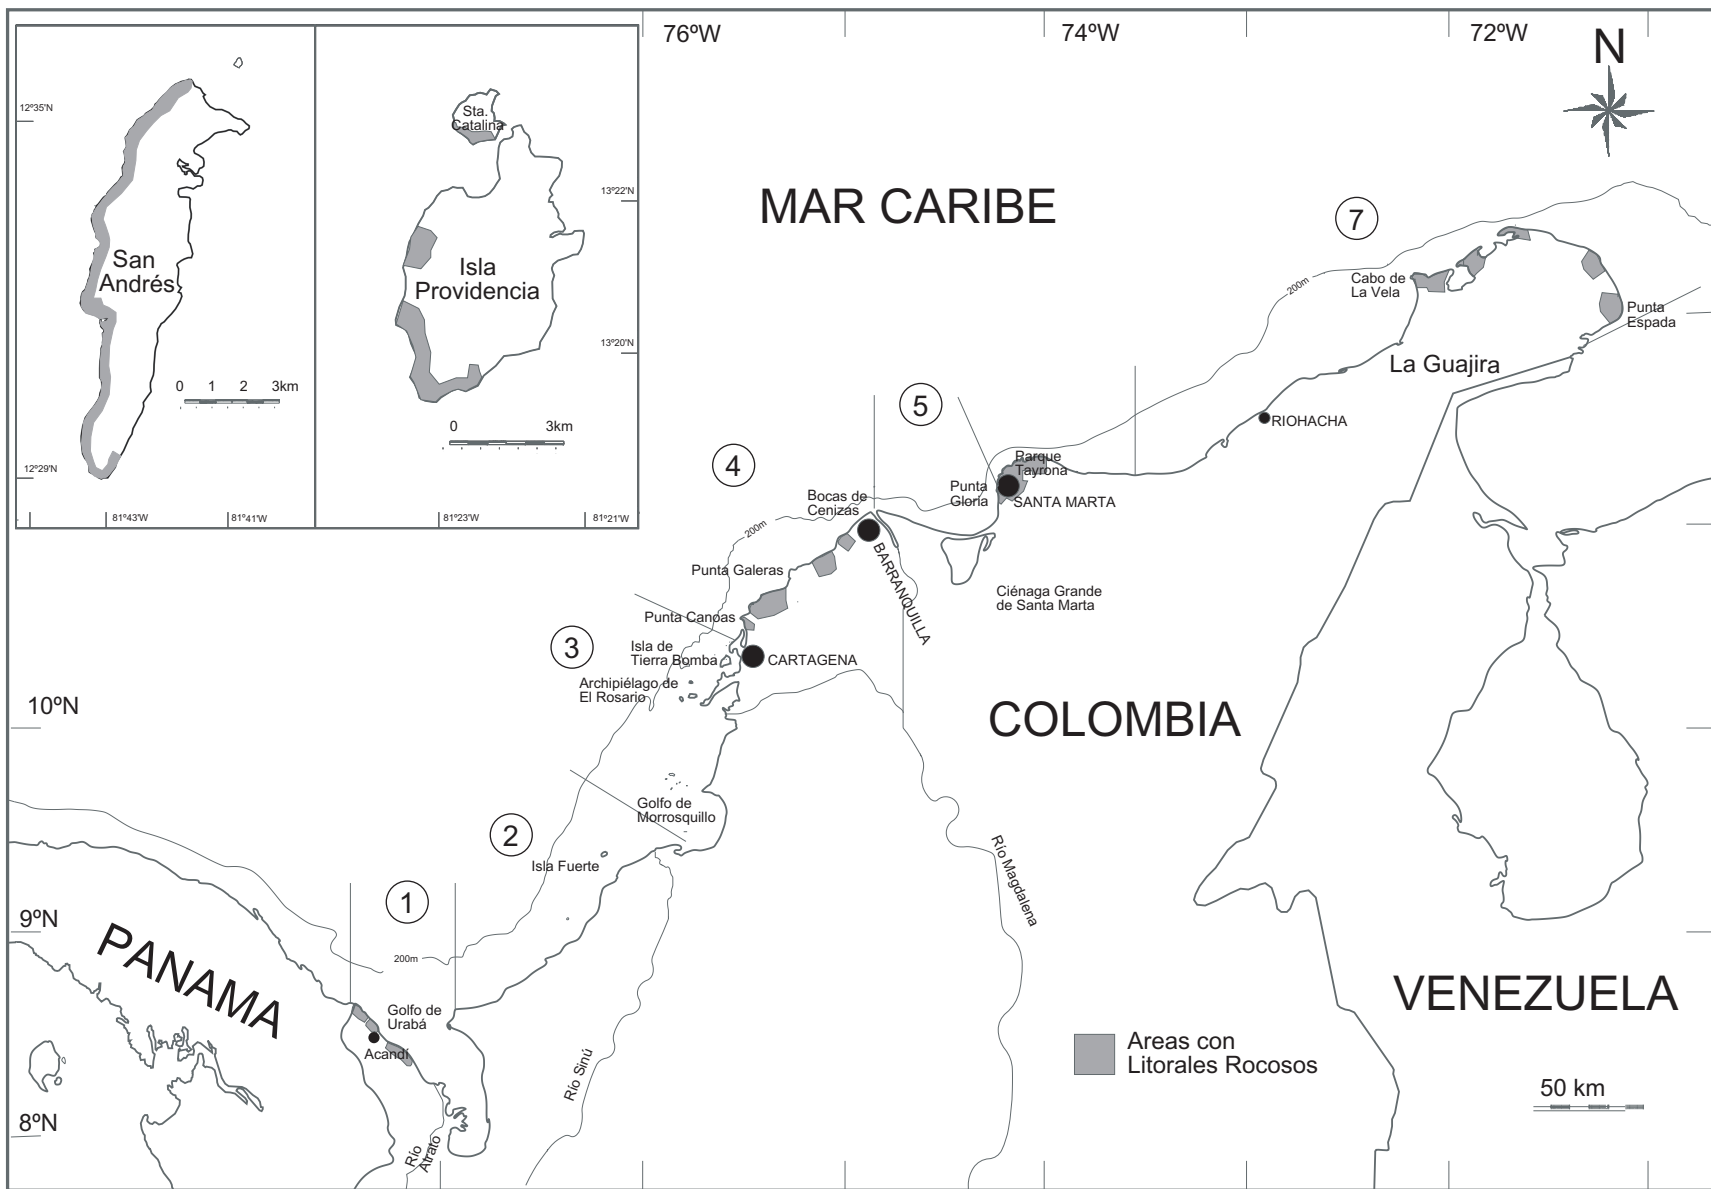 76ºW
74ºW
72ºW
N
12º35'N
San
Andrés
0 1 2 3km
12º29'N
81º43W
81º41'W
Sta.
Catalina
13º22'N
Isla
Providencia
13º20'N
0 3km
81º23'W
81º21'W
MAR CARIBE
7
200m
Cabo de
La Vela
Punta
Espada
La Guajira
RIOHACHA
5
Parque
Tayrona
Punta
Gloria
SANTA MARTA
4
Bocas de
Cenizas
200m
BARRANQUILLA
Punta Galeras
Ciénaga Grande
de Santa Marta
Punta Canoas
3
Isla de
Tierra Bomba
CARTAGENA
Archipiélago de
El Rosario
10ºN
COLOMBIA
Golfo de
Morrosquillo
2
Isla Fuerte
Río Magdalena
1
9ºN
PANAMA
200m
VENEZUELA
Golfo de
Urabá
Acandí
Río Sinú
Areas con
Litorales Rocosos
50 km
8ºN
Río
Atrato